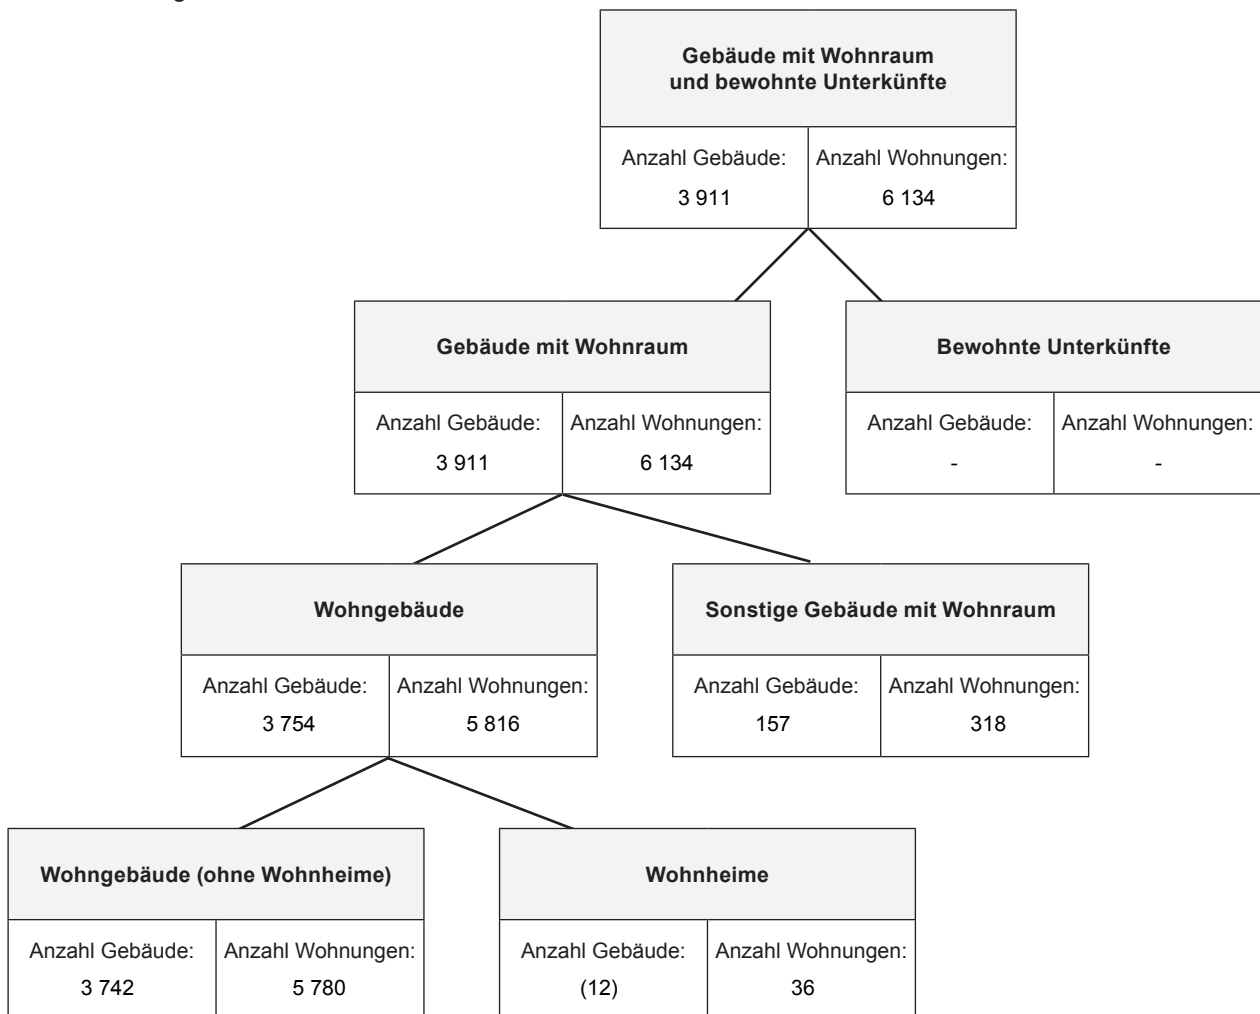 Gebäude mit Wohnraum
und bewohnte Unterkünfte
Anzahl Gebäude: Anzahl Wohnungen:
3 911 6 134
Gebäude mit Wohnraum Bewohnte Unterkünfte
Anzahl Gebäude: Anzahl Wohnungen: Anzahl Gebäude: Anzahl Wohnungen:
3 911 6 134 - -
Wohngebäude Sonstige Gebäude mit Wohnraum
Anzahl Gebäude: Anzahl Wohnungen: Anzahl Gebäude: Anzahl Wohnungen:
3 754 5 816 157 318
Wohngebäude (ohne Wohnheime) Wohnheime
Anzahl Gebäude: Anzahl Wohnungen: Anzahl Gebäude: Anzahl Wohnungen:
3 742 5 780 (12) 36